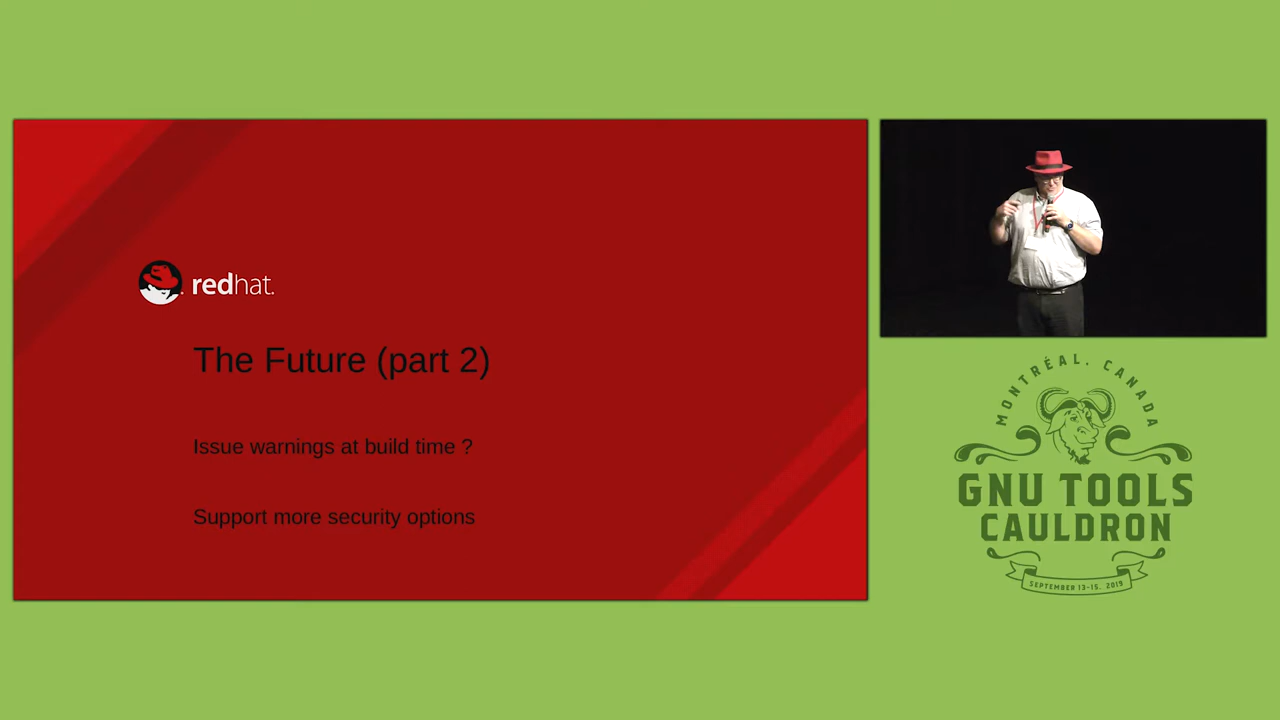 redhat.
The Future (part 2)
Issue warnings at build time ?
Support more security options
MONTRÉAL, CANADA
GNU TOOLS
CAULDRON
SEPTEMBER 13-15, 2019